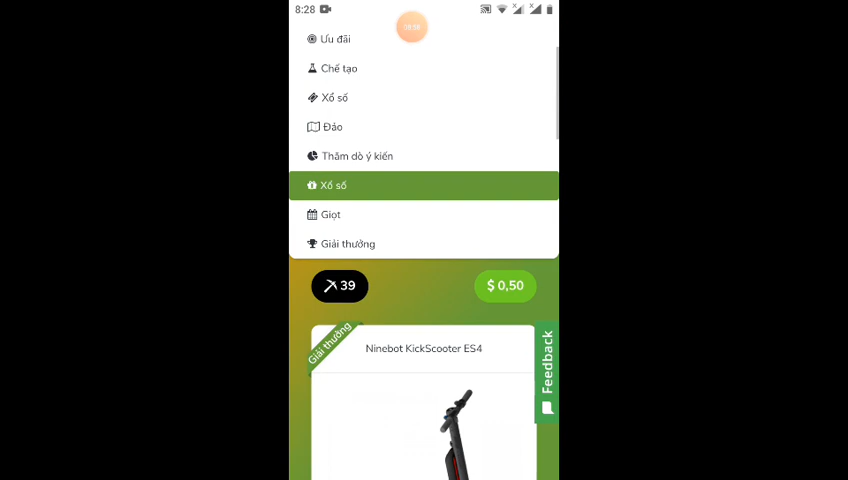 8:28
Ưu đãi
Chế tạo
Xổ số
Đảo
Thăm dò ý kiến
Xổ số
Giọt
Giải thưởng
39
$ 0,50
Giải thưởng
Ninebot KickScooter ES4
Feedback